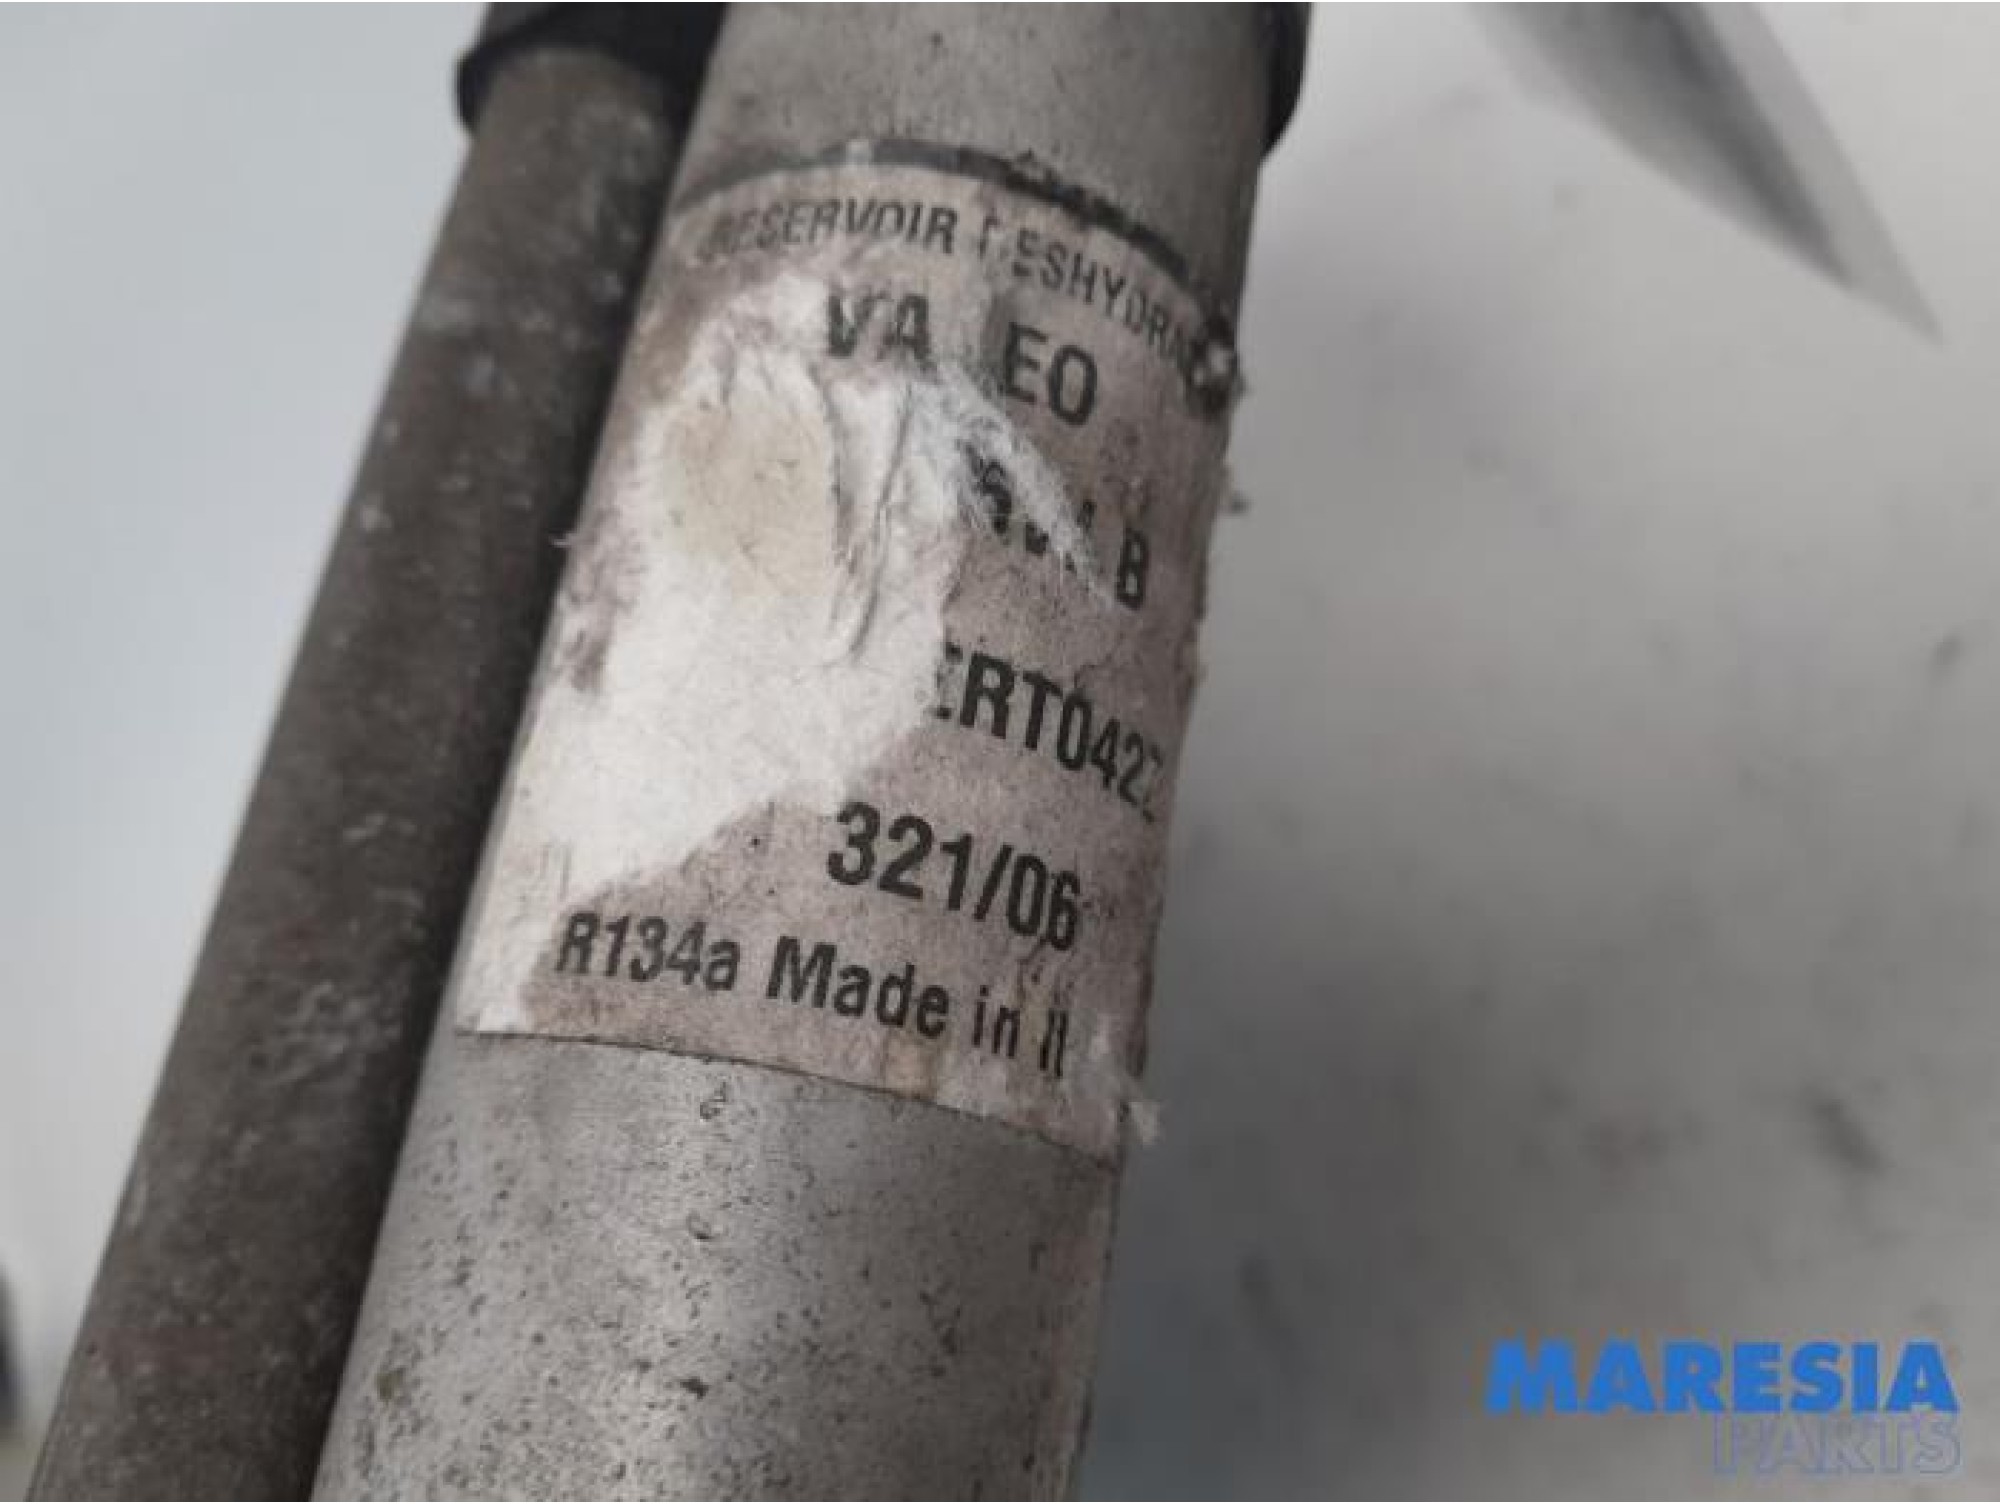 RESERVOIR DESHYDRA
VA EO
B
ERT042
321/06
R134a Made in
MARESIA
PARTS